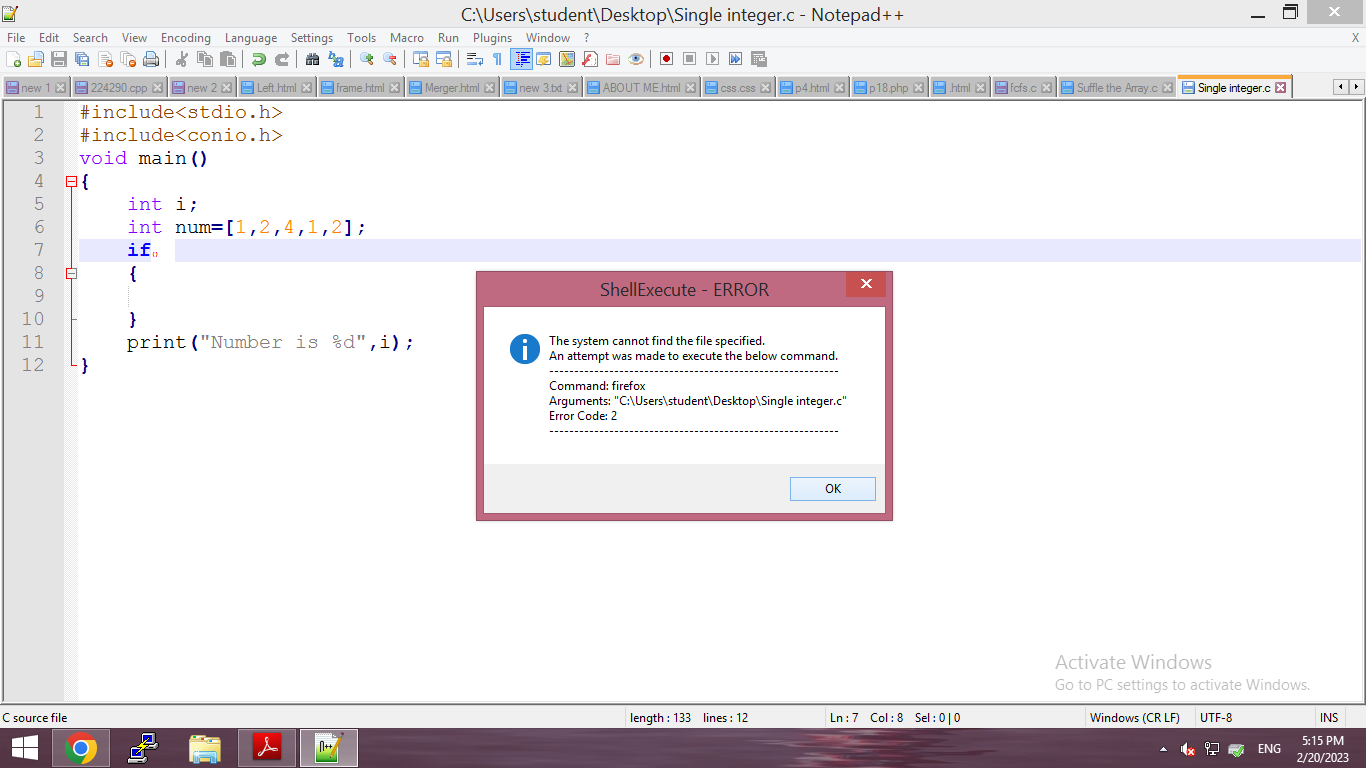 C:\Users\student\Desktop\Single integer.c - Notepad++
File Edit Search View Encoding Language Settings Tools Macro Run Plugins Window ? X
new 1 224290.cpp new 2 Left.html frame.html Merger.html new 3.txt ABOUT ME.html css.css p4.html p18.php .html fcfs.c Suffle the Array.c Single integer.c
1 #include<stdio.h>
2 #include<conio.h>
3 void main()
4 {
5 int i;
6 int num=[1,2,4,1,2];
7 if()
8 {
9
10 }
11 print("Number is %d",i);
12 }
ShellExecute - ERROR
The system cannot find the file specified.
An attempt was made to execute the below command.
----------------------------------------------------------
Command: firefox
Arguments: "C:\Users\student\Desktop\Single integer.c"
Error Code: 2
----------------------------------------------------------
OK
Activate Windows
Go to PC settings to activate Windows.
C source file length : 133 lines : 12 Ln : 7 Col : 8 Sel : 0 | 0 Windows (CR LF) UTF-8 INS
ENG
5:15 PM
2/20/2023